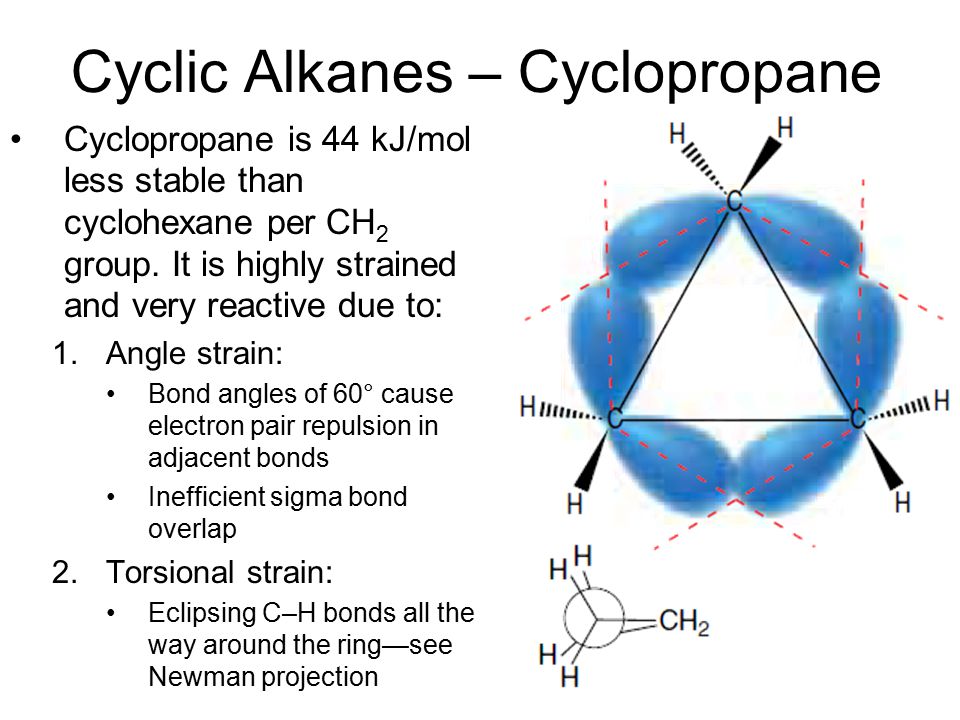 Cyclic Alkanes – Cyclopropane
• Cyclopropane is 44 kJ/mol
less stable than
cyclohexane per CH₂
group. It is highly strained
and very reactive due to:
1. Angle strain:
• Bond angles of 60° cause
electron pair repulsion in
adjacent bonds
• Inefficient sigma bond
overlap
2. Torsional strain:
• Eclipsing C–H bonds all the
way around the ring—see
Newman projection
H H
C
H C C H
H H
H
H
CH₂
H
H